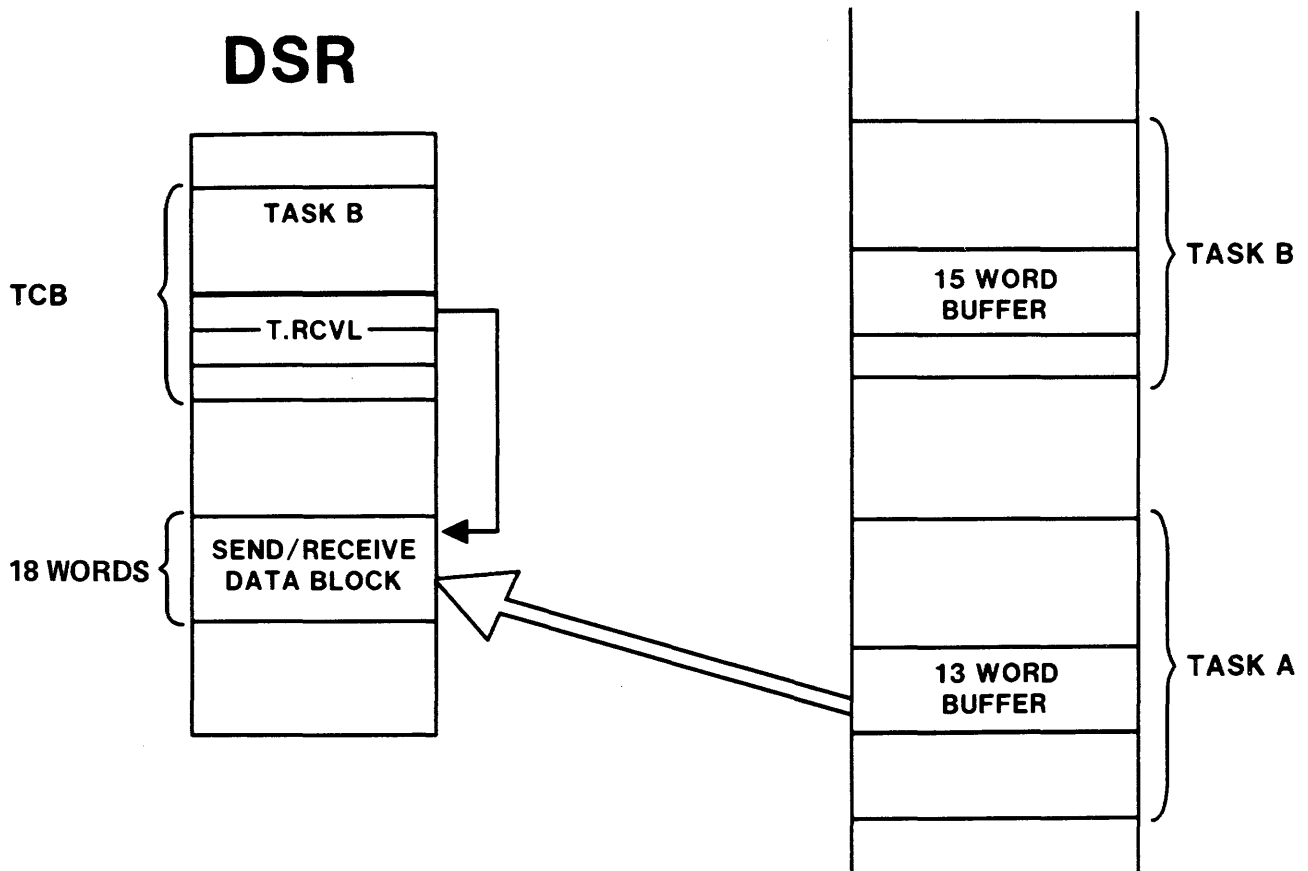 DSR
TASK B
TCB
T.RCVL
18 WORDS
SEND/RECEIVE
DATA BLOCK
15 WORD
BUFFER
TASK B
13 WORD
BUFFER
TASK A